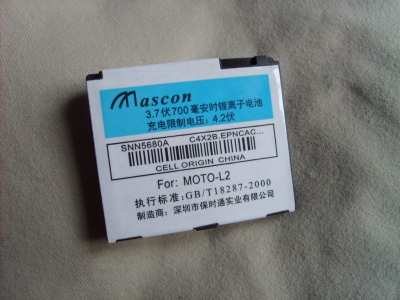 Mascon
3.7伏700毫安时锂离子电池
充电限制电压: 4.2伏
SNN5680A C4X2B.EPNCAC...
CELL ORIGIN CHINA
For: MOTO-L2
执行标准: GB/T18287-2000
制造商: 深圳市保时通实业有限公司